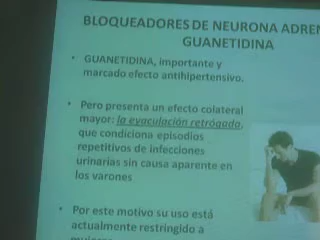 BLOQUEADORES DE NEURONA ADREN
GUANETIDINA
• GUANETIDINA, importante y
marcado efecto antihipertensivo.
• Pero presenta un efecto colateral
mayor: la eyaculación retrógada,
que condiciona episodios
repetitivos de infecciones
urinarias sin causa aparente en
los varones
• Por este motivo su uso está
actualmente restringido a